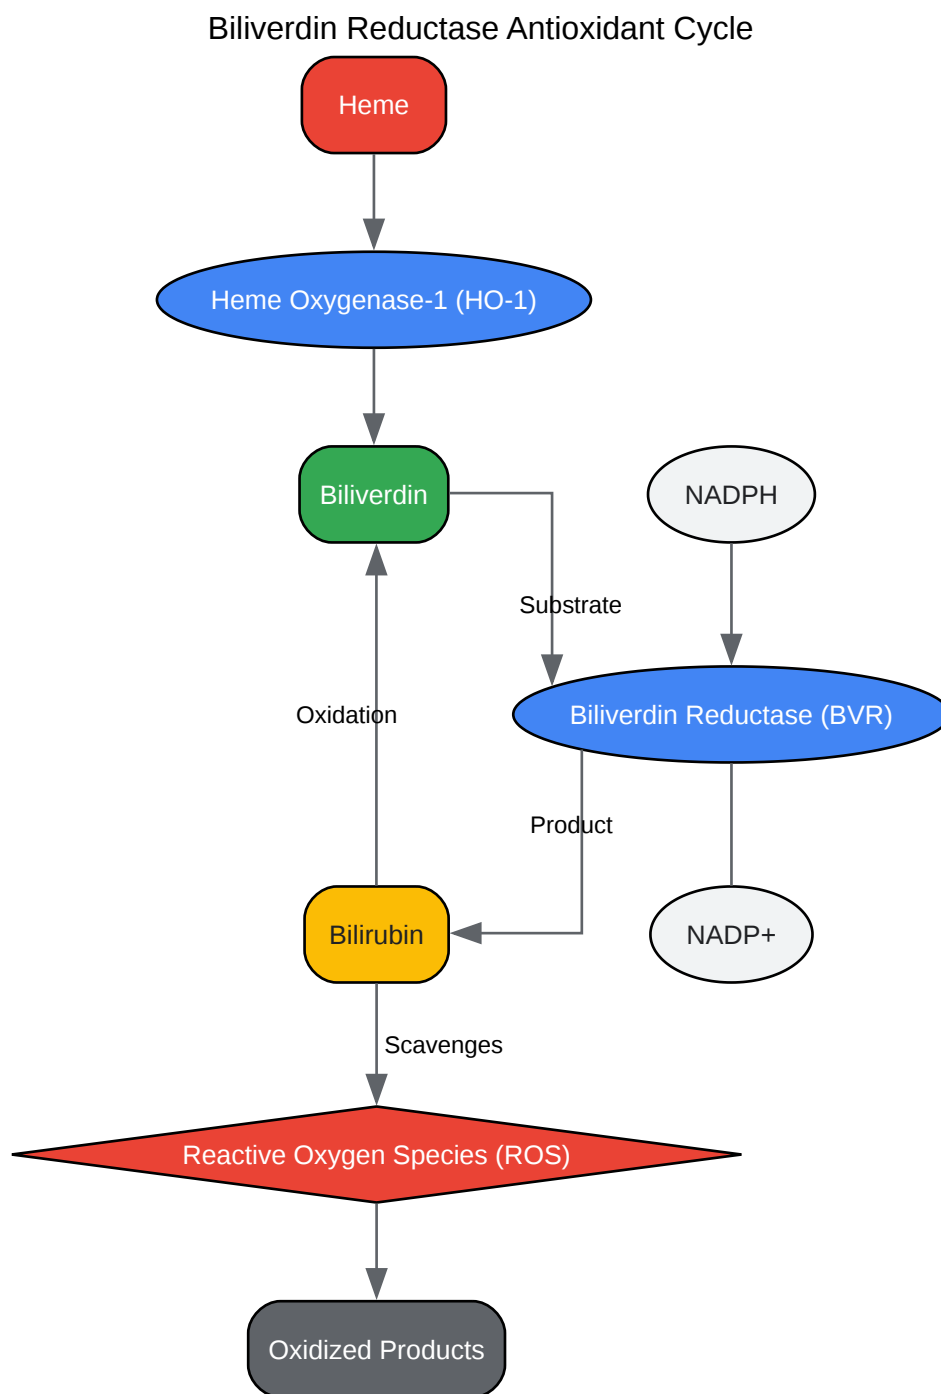 Biliverdin Reductase Antioxidant Cycle
Heme
Heme Oxygenase-1 (HO-1)
Biliverdin
NADPH
Substrate
Oxidation
Biliverdin Reductase (BVR)
Product
Bilirubin
NADP+
Scavenges
Reactive Oxygen Species (ROS)
Oxidized Products